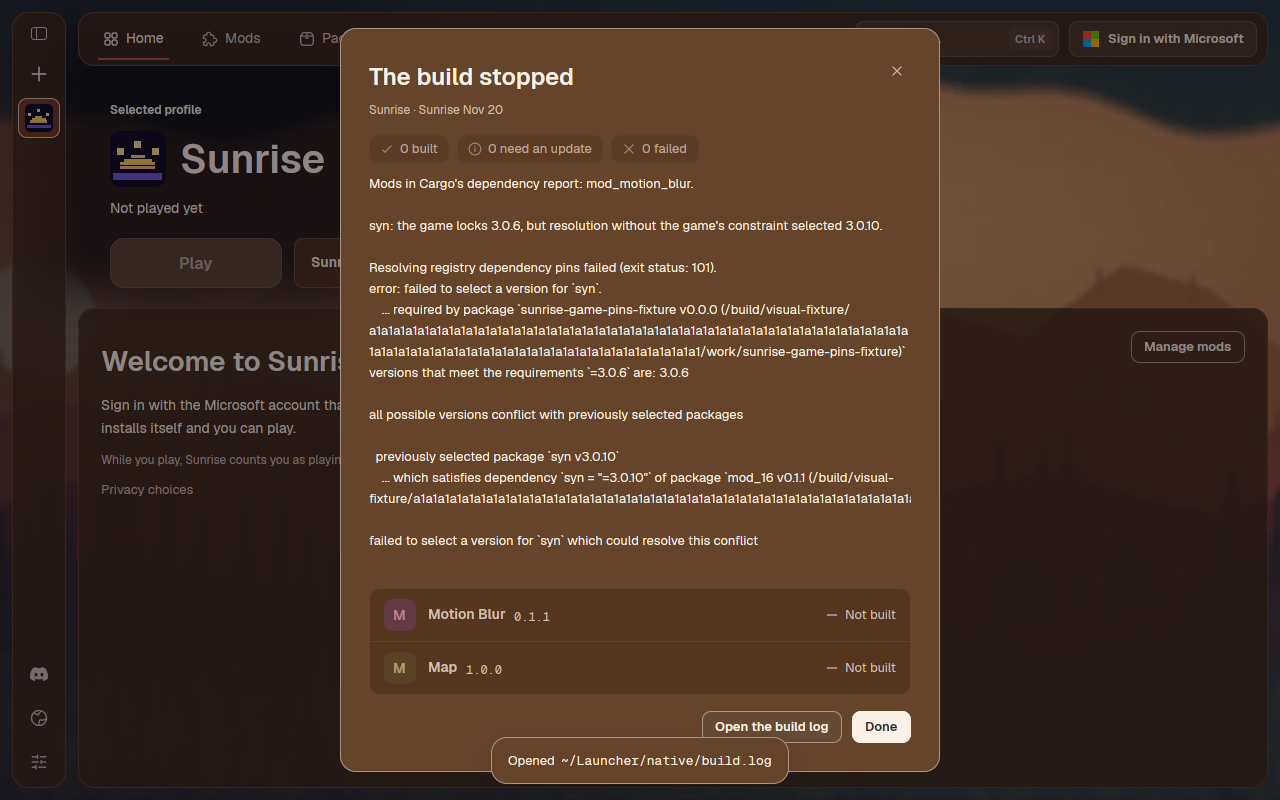 Home
Mods
Ctrl K
Sign in with Microsoft
Selected profile
Sunrise
Not played yet
Play
Welcome to
Sign in with the Microsoft account
installs itself and you can play.
While you play, Sunrise counts you as
Privacy choices
Manage mods
The build stopped
Sunrise · Sunrise Nov 20
0 built
0 need an update
0 failed
Mods in Cargo's dependency report: mod_motion_blur.
syn: the game locks 3.0.6, but resolution without the game's constraint selected 3.0.10.
Resolving registry dependency pins failed (exit status: 101).
error: failed to select a version for `syn`.
... required by package `sunrise-game-pins-fixture v0.0.0 (/build/visual-fixture/
/work/sunrise-game-pins-fixture)`
versions that meet the requirements `=3.0.6` are: 3.0.6
all possible versions conflict with previously selected packages
previously selected package `syn v3.0.10`
... which satisfies dependency `syn = "=3.0.10"` of package `mod_16 v0.1.1 (/build/visual-
fixture/
failed to select a version for `syn` which could resolve this conflict
M
Motion Blur 0.1.1
Not built
M
Map 1.0.0
Not built
Open the build log
Done
Opened ~/Launcher/native/build.log